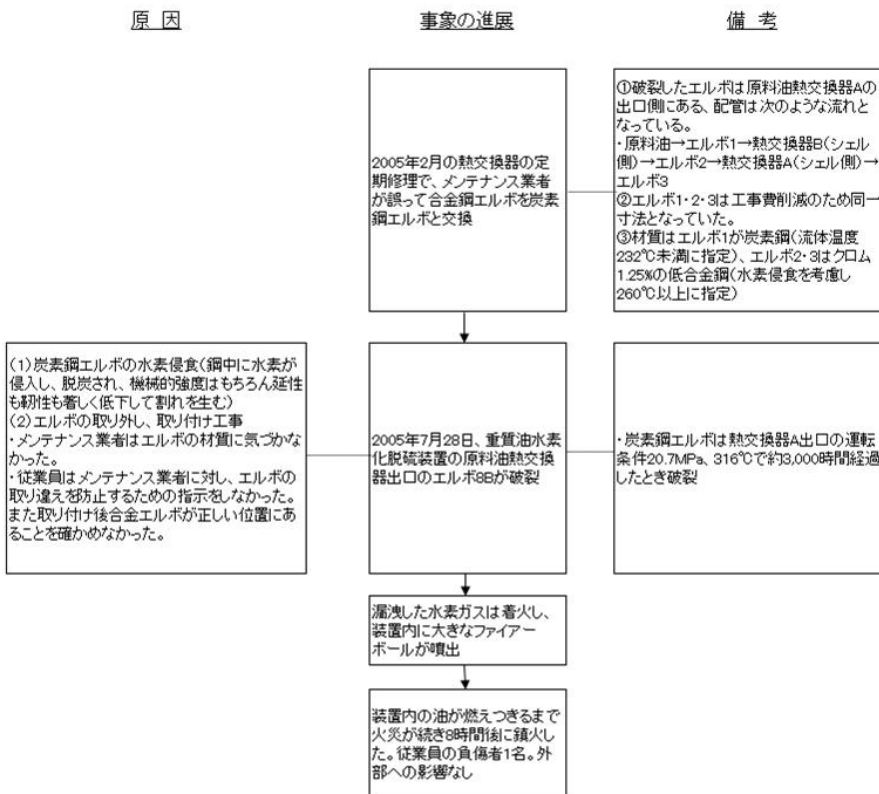 原 因
事象の進展
備 考
2005年2月の熱交換器の定
期修理で、メンテナンス業者
が誤って合金鋼エルボを炭素
鋼エルボと交換
①破裂したエルボは原料油熱交換器Aの
出口側にある、配管は次のような流れと
なっている。
・原料油→エルボ1→熱交換器B(シェル
側)→エルボ2→熱交換器A(シェル側)→
エルボ3
②エルボ1・2・3は工事費削減のため同一
寸法となっていた。
③材質はエルボ1が炭素鋼(流体温度
232℃未満に指定)、エルボ2・3はクロム
1.25%の低合金鋼(水素侵食を考慮し
260℃以上に指定)
(1)炭素鋼エルボの水素侵食(鋼中に水素が
侵入し、脱炭され、機械的強度はもちろん延性
も靭性も著しく低下して割れを生む)
(2)エルボの取り外し、取り付け工事
・メンテナンス業者はエルボの材質に気づかな
かった。
・従業員はメンテナンス業者に対し、エルボの
取り違えを防止するための指示をしなかった。
また取り付け後合金エルボが正しい位置にあ
ることを確かめなかった。
2005年7月28日、重質油水素
化脱硫装置の原料油熱交換
器出口のエルボ8Bが破裂
・炭素鋼エルボは熱交換器A出口の運転
条件20.7MPa、316℃で約3,000時間経過
したとき破裂
漏洩した水素ガスは着火し、
装置内に大きなファイアー
ボールが噴出
装置内の油が燃えつきるまで
火災が続き8時間後に鎮火し
た。従業員の負傷者1名。外
部への影響なし